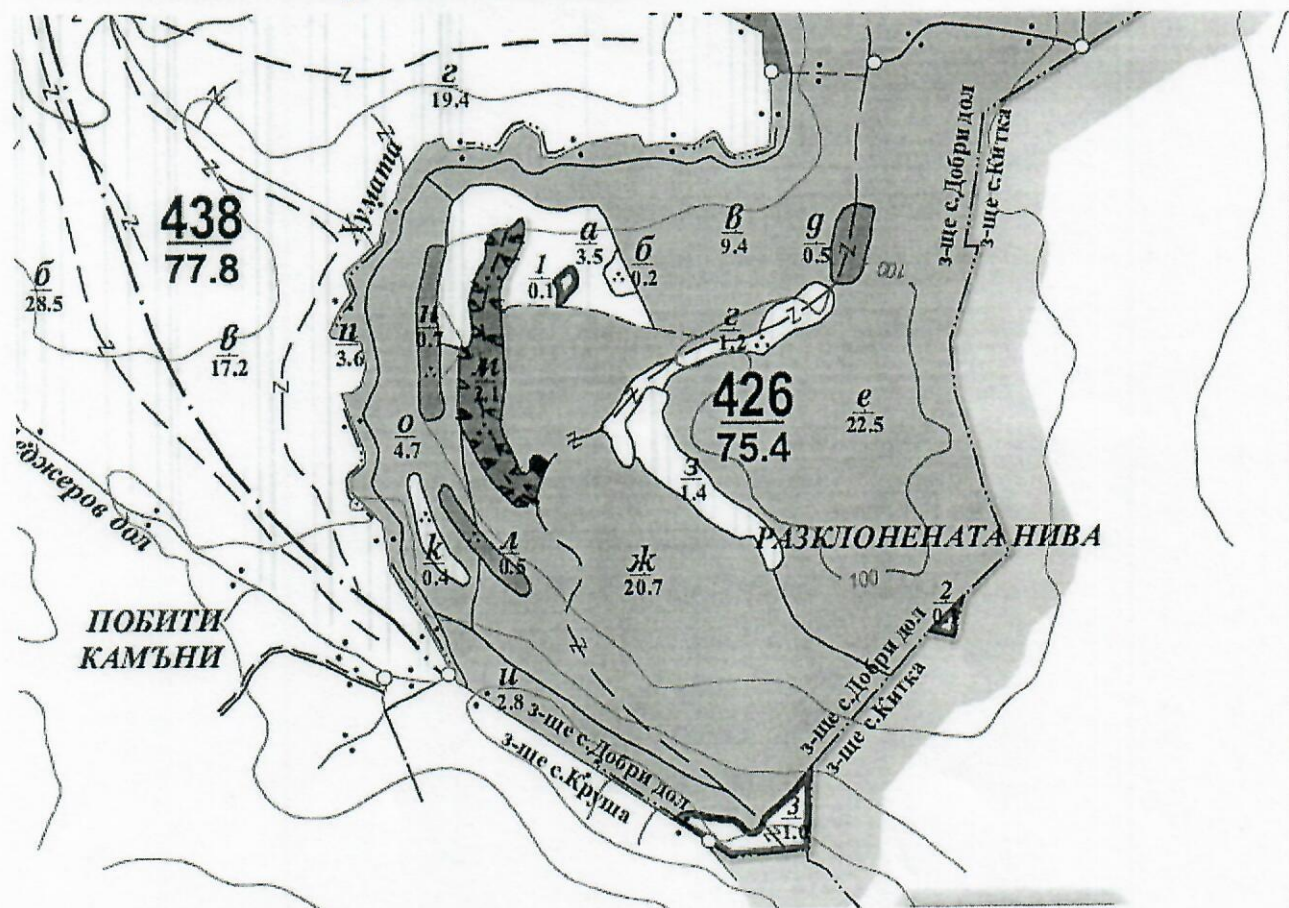 г
19.4
438
77.8
Хумата
б
28.5
в
17.2
и
3.6
1
0.1
а
3.5
б
0.2
в
9.4
д
0.5
з-ще с.Добри дол
з-ще с.Китка
100
н
0.7
м
г
1.2
426
75.4
е
22.5
о
4.7
з
1.4
РАЗКЛОНЕНАТА НИВА
100
джеров дол
к
0.4
л
0.5
ж
20.7
2
ПОБИТИ
КАМЪНИ
з-ще с.Добри дол
з-ще с.Китка
и
2.8
з-ще с.Добри дол
з-ще с.Круша
3
1.0